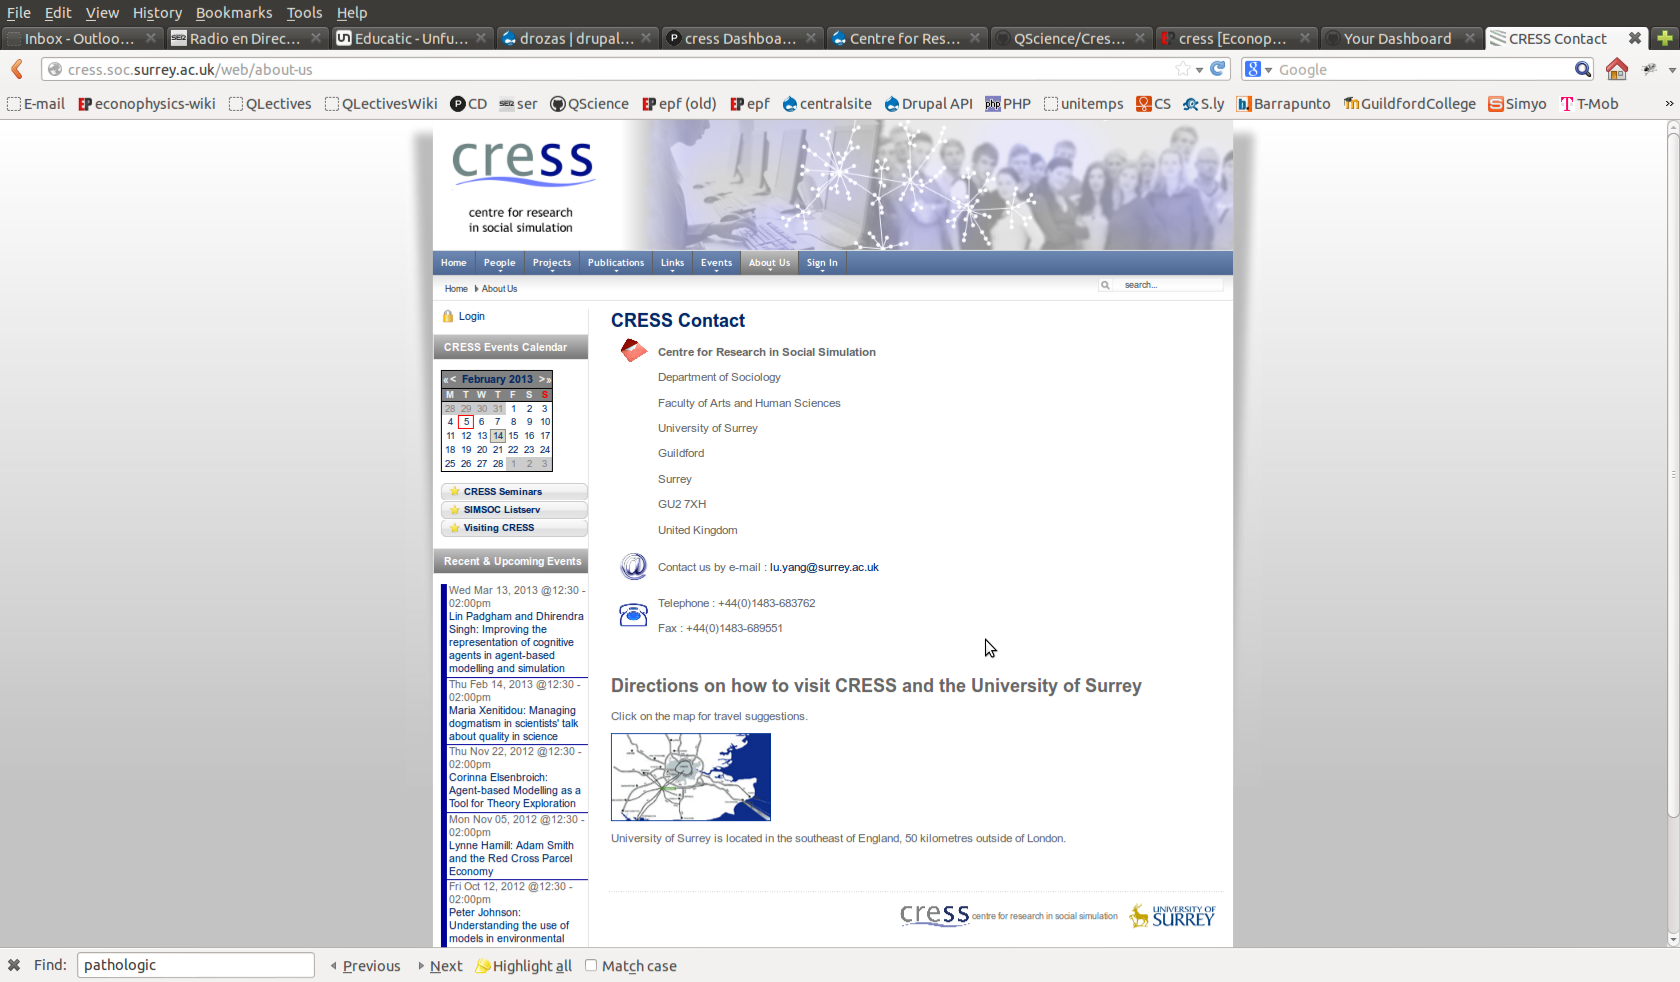 File Edit View History Bookmarks Tools Help
Inbox - Outloo... Radio en Direc... Educatic - Unfu... drozas | drupal... cress Dashboa... Centre for Res... QScience/Cres... cress [Econop... Your Dashboard CRESS Contact
cress.soc.surrey.ac.uk/web/about-us Google
E-mail econophysics-wiki QLectives QLectivesWiki CD ser QScience epf (old) epf centralsite Drupal API PHP unitemps CS S.ly Barrapunto GuildfordCollege Simyo T-Mob »
cress
centre for research
in social simulation
Home People Projects Publications Links Events About Us Sign In
Home About Us search...
Login
CRESS Events Calendar
«< February 2013 >»
M T W T F S S
28 29 30 31 1 2 3
4 5 6 7 8 9 10
11 12 13 14 15 16 17
18 19 20 21 22 23 24
25 26 27 28 1 2 3
CRESS Seminars
SIMSOC Listserv
Visiting CRESS
Recent & Upcoming Events
Wed Mar 13, 2013 @12:30 -
02:00pm
Lin Padgham and Dhirendra
Singh: Improving the
representation of cognitive
agents in agent-based
modelling and simulation
Thu Feb 14, 2013 @12:30 -
02:00pm
Maria Xenitidou: Managing
dogmatism in scientists' talk
about quality in science
Thu Nov 22, 2012 @12:30 -
02:00pm
Corinna Elsenbroich:
Agent-based Modelling as a
Tool for Theory Exploration
Mon Nov 05, 2012 @12:30 -
02:00pm
Lynne Hamill: Adam Smith
and the Red Cross Parcel
Economy
Fri Oct 12, 2012 @12:30 -
02:00pm
Peter Johnson:
Understanding the use of
models in environmental
CRESS Contact
Centre for Research in Social Simulation
Department of Sociology
Faculty of Arts and Human Sciences
University of Surrey
Guildford
Surrey
GU2 7XH
United Kingdom
Contact us by e-mail : lu.yang@surrey.ac.uk
Telephone : +44(0)1483-683762
Fax : +44(0)1483-689551
Directions on how to visit CRESS and the University of Surrey
Click on the map for travel suggestions.
University of Surrey is located in the southeast of England, 50 kilometres outside of London.
cress centre for research in social simulation UNIVERSITY OF
SURREY
Find: pathologic Previous Next Highlight all Match case